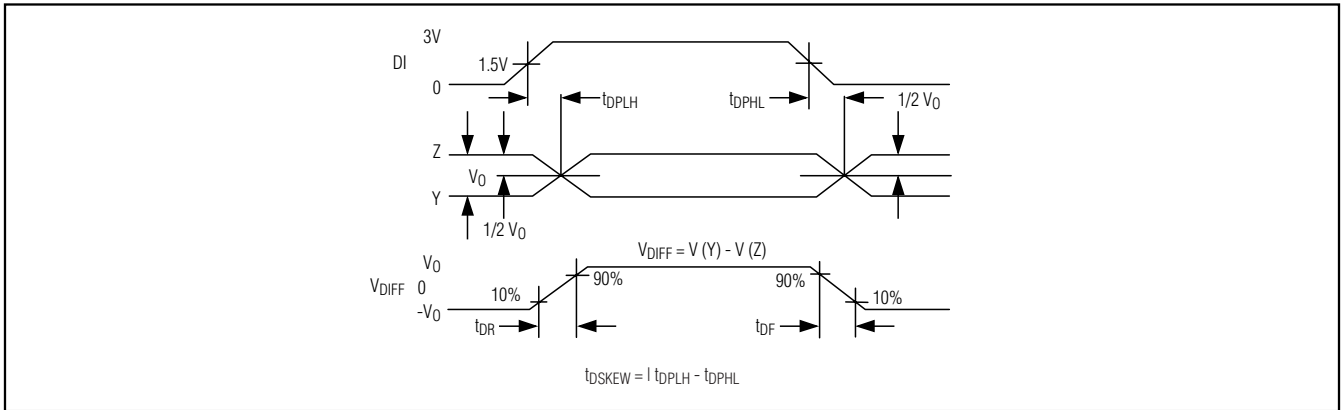 3V
DI
1.5V
0
tDPLH
tDPHL
1/2 VO
Z
VO
Y
1/2 VO
VDIFF = V (Y) - V (Z)
VO
VDIFF 0
-VO
10%
90%
90%
10%
tDR
tDF
tDSKEW = | tDPLH - tDPHL